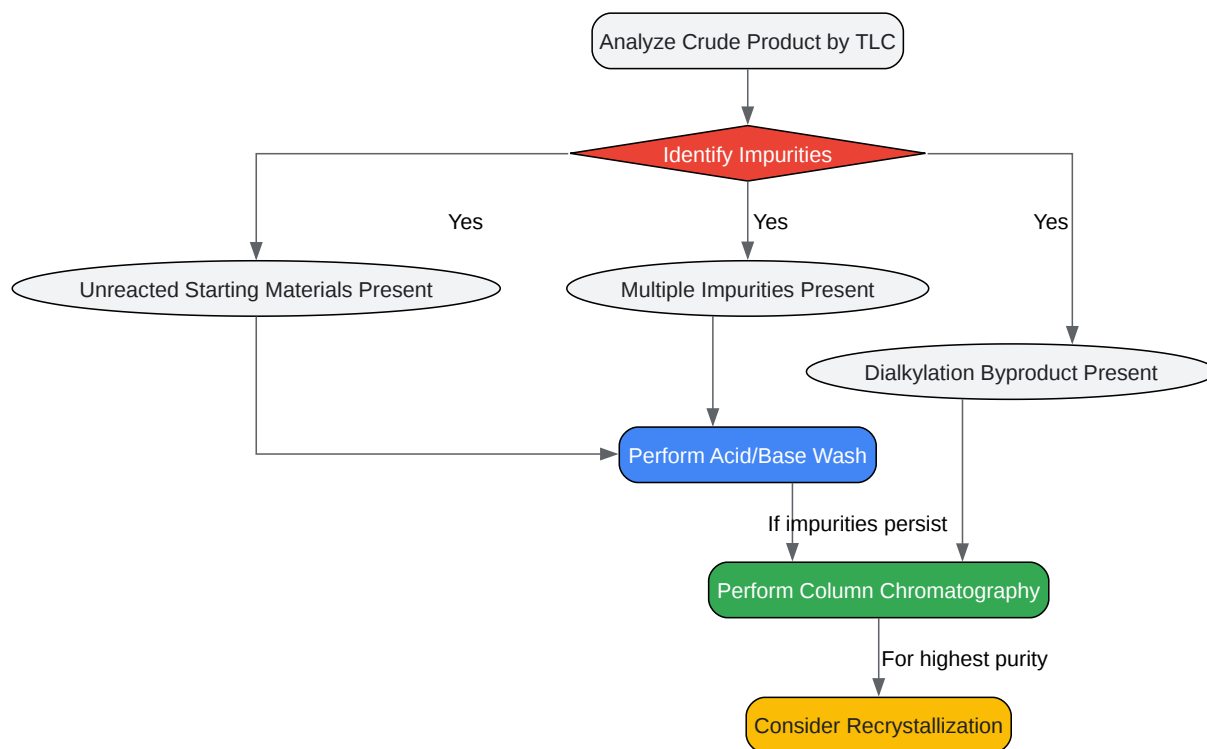 Analyze Crude Product by TLC
Identify Impurities
Yes
Yes
Yes
Unreacted Starting Materials Present
Multiple Impurities Present
Dialkylation Byproduct Present
Perform Acid/Base Wash
If impurities persist
Perform Column Chromatography
For highest purity
Consider Recrystallization